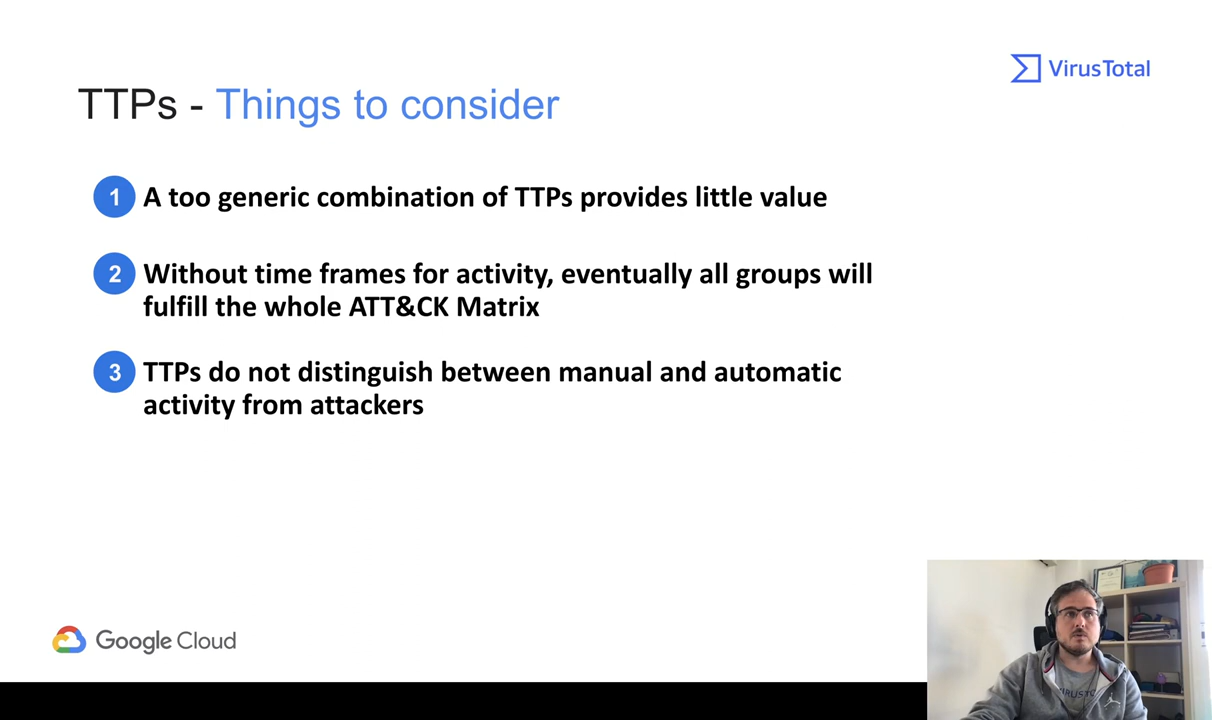 VirusTotal
TTPs - Things to consider
1 A too generic combination of TTPs provides little value
2 Without time frames for activity, eventually all groups will
fulfill the whole ATT&CK Matrix
3 TTPs do not distinguish between manual and automatic
activity from attackers
Google Cloud